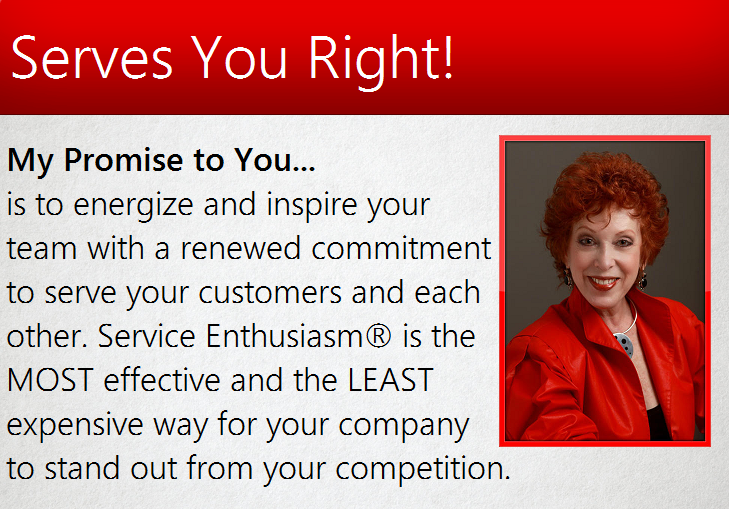 Serves You Right!
My Promise to You...
is to energize and inspire your
team with a renewed commitment
to serve your customers and each
other. Service Enthusiasm® is the
MOST effective and the LEAST
expensive way for your company
to stand out from your competition.